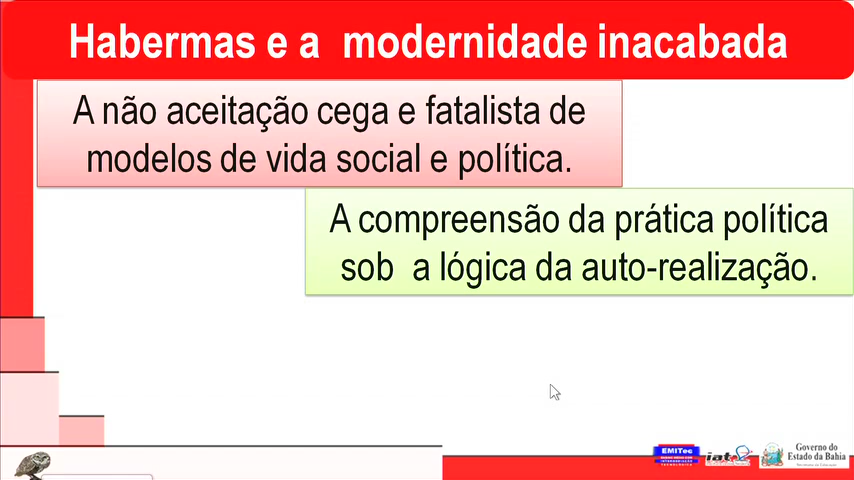 Habermas e a modernidade inacabada
A não aceitação cega e fatalista de
modelos de vida social e política.
A compreensão da prática política
sob a lógica da auto-realização.
EMITec
iat
Governo do
Estado da Bahia